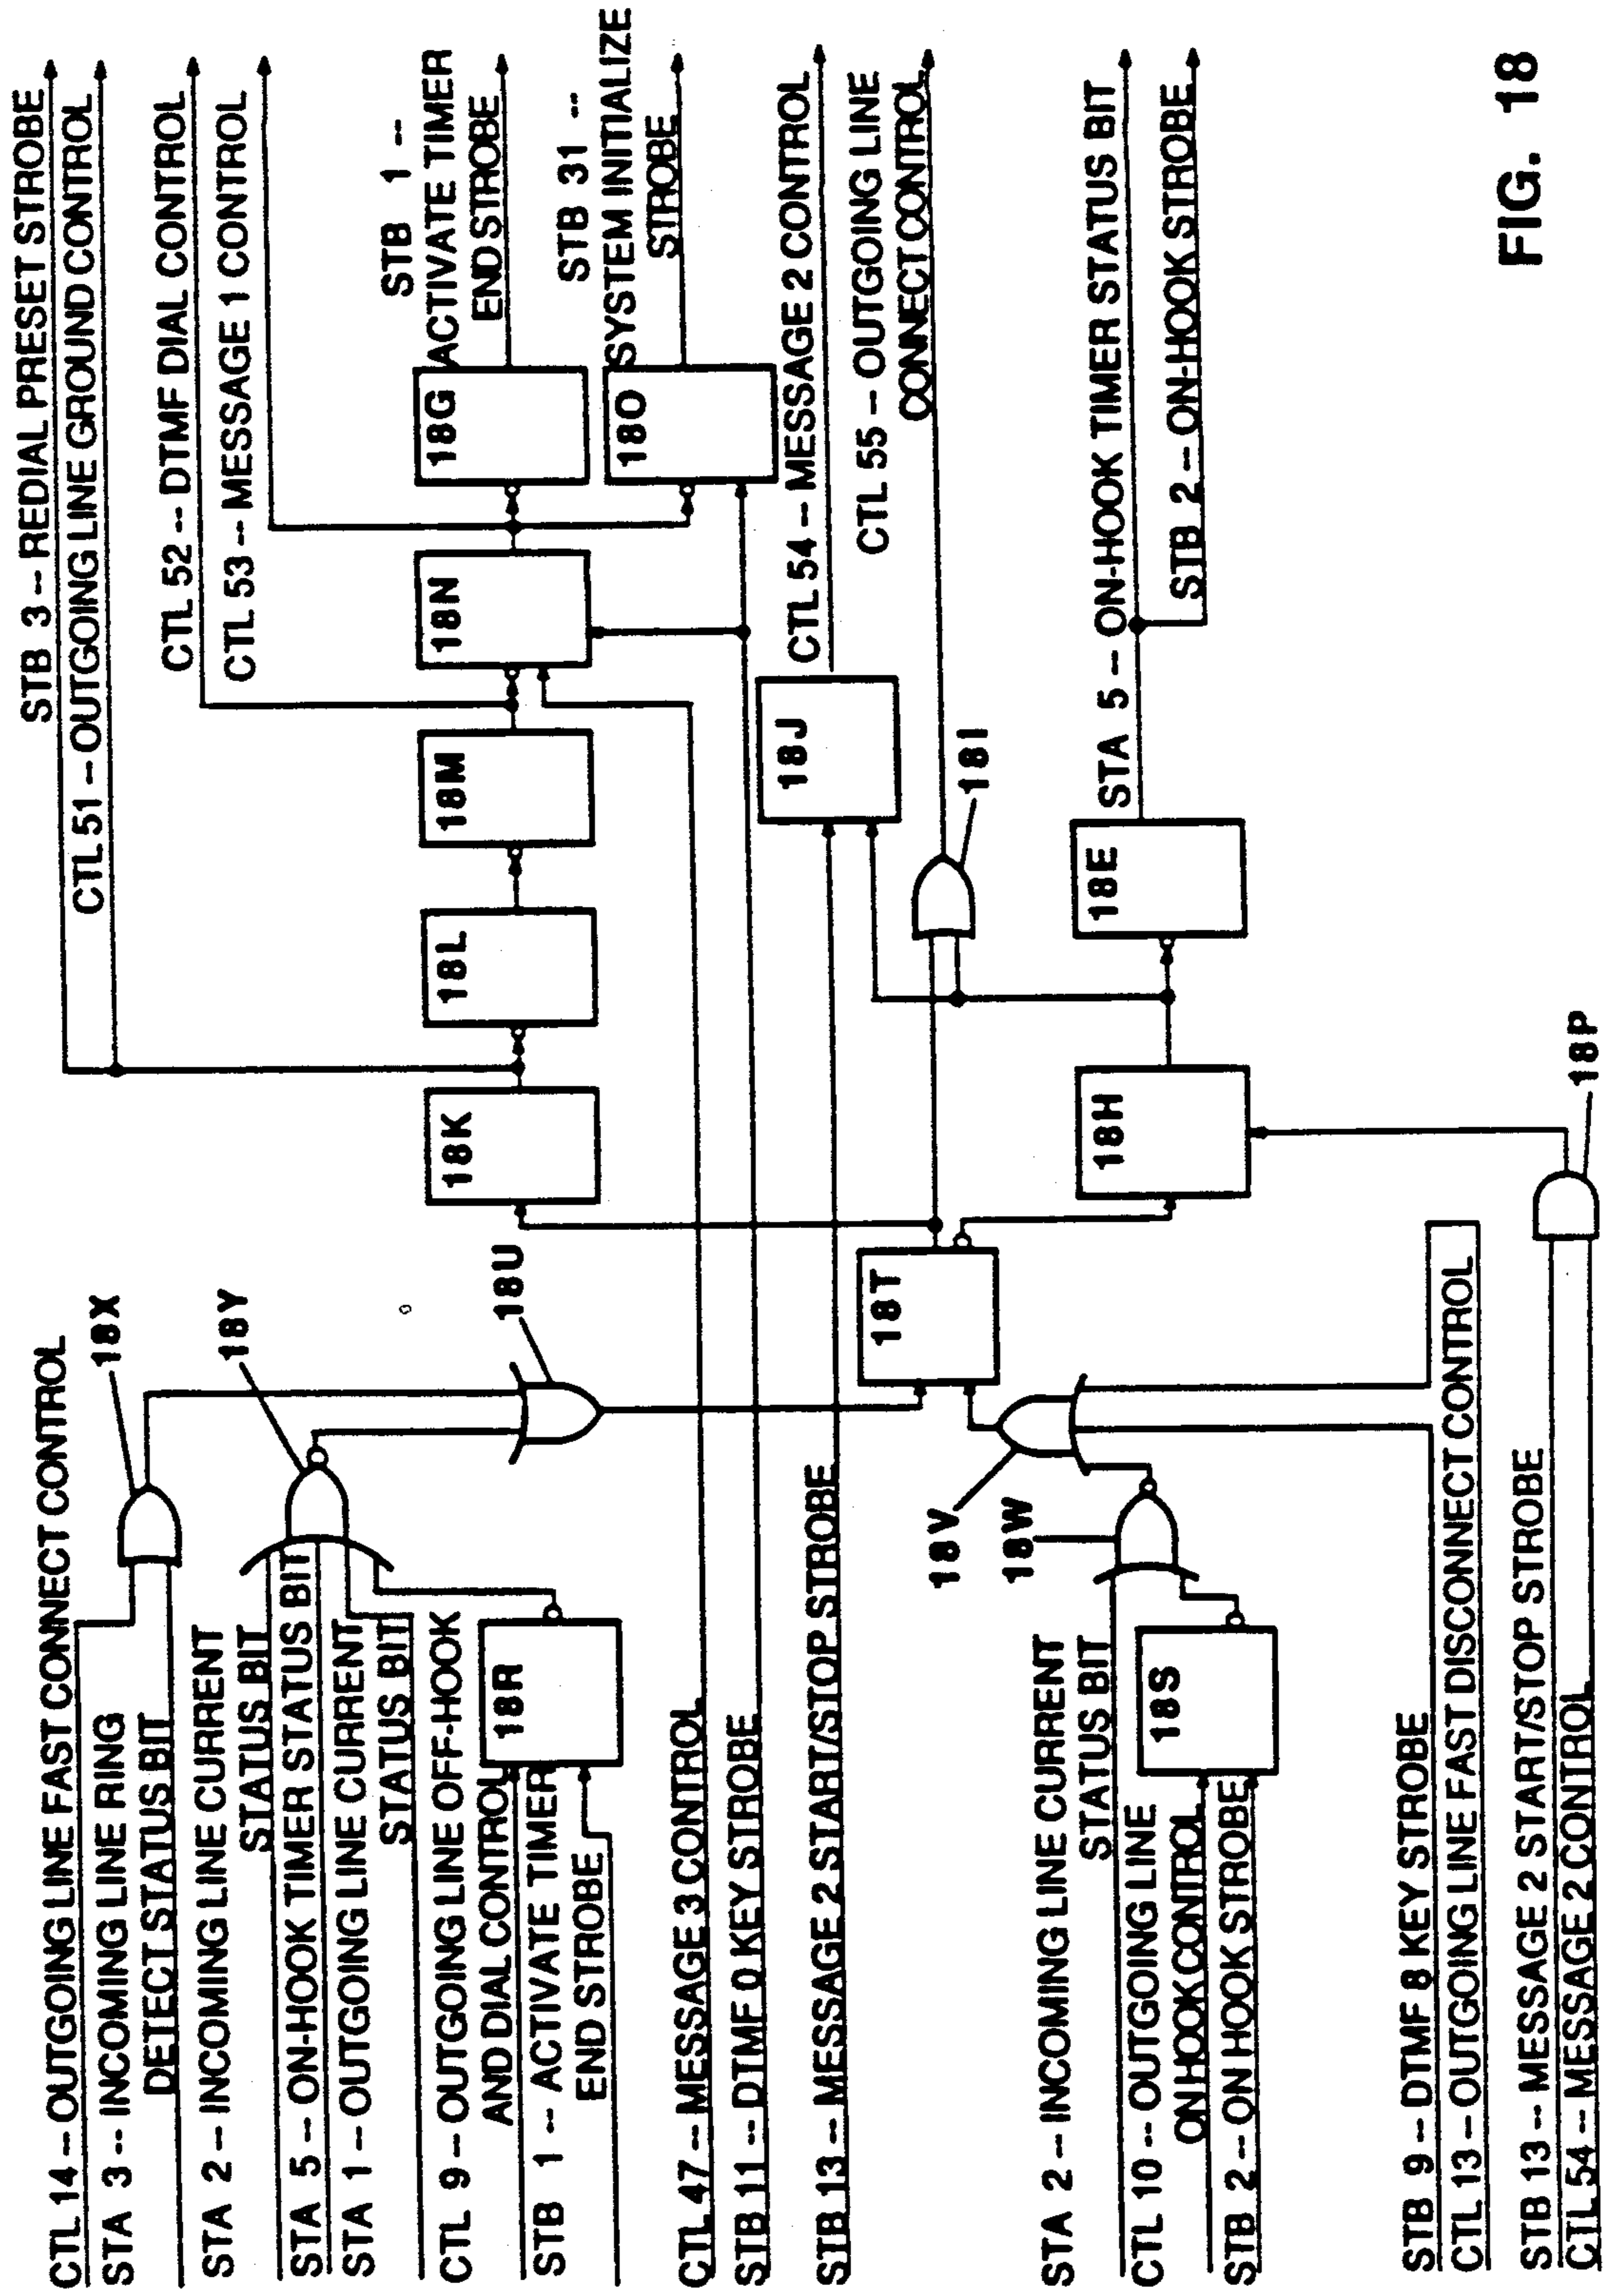 CTL 14 -- OUTGOING LINE FAST CONNECT CONTROL
STA 3 -- INCOMING LINE RING
DETECT STATUS BIT
STA 2 -- INCOMING LINE CURRENT
STATUS BIT
STA 5 -- ON-HOOK TIMER STATUS BIT
STA 1 -- OUTGOING LINE CURRENT
STATUS BIT
CTL 9 -- OUTGOING LINE OFF-HOOK
AND DIAL CONTROL
STB 1 -- ACTIVATE TIMER
END STROBE
CTL 47 -- MESSAGE 3 CONTROL
STB 11 -- DTMF 0 KEY STROBE
STB 13 -- MESSAGE 2 START/STOP STROBE
STA 2 -- INCOMING LINE CURRENT
STATUS BIT
CTL 10 -- OUTGOING LINE
ON HOOK CONTROL
STB 2 -- ON HOOK STROBE
STB 9 -- DTMF 8 KEY STROBE
CTL 13 -- OUTGOING LINE FAST DISCONNECT CONTROL
STB 13 -- MESSAGE 2 START/STOP STROBE
CTL 54 -- MESSAGE 2 CONTROL
18X
18Y
18U
18R
18V
18W
18S
18T
18K
18L
18M
18N
18G
18O
18J
18I
18H
18E
18P
STB 3 -- REDIAL PRESET STROBE
CTL 51 -- OUTGOING LINE GROUND CONTROL
CTL 52 -- DTMF DIAL CONTROL
CTL 53 -- MESSAGE 1 CONTROL
STB 1 --
ACTIVATE TIMER
END STROBE
STB 31 --
SYSTEM INITIALIZE
STROBE
CTL 54 -- MESSAGE 2 CONTROL
CTL 55 -- OUTGOING LINE
CONNECT CONTROL
STA 5 -- ON-HOOK TIMER STATUS BIT
STB 2 -- ON-HOOK STROBE
FIG. 18